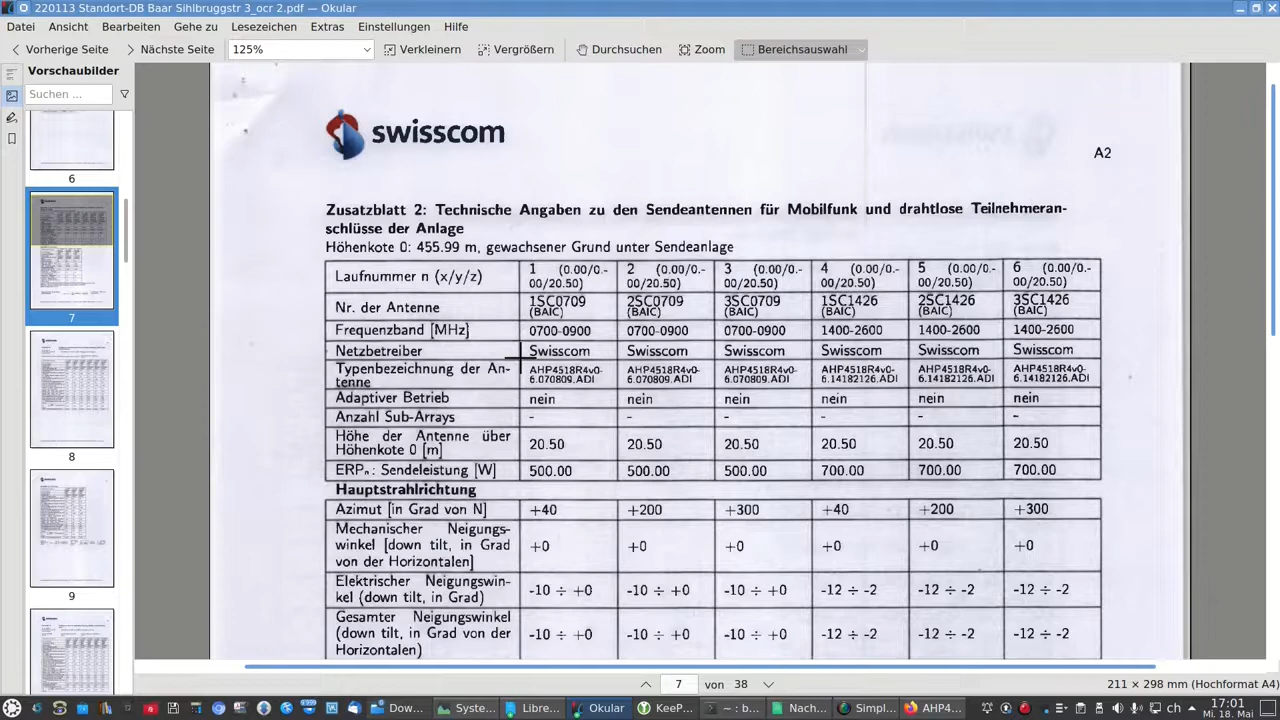 220113 Standort-DB Baar Sihlbruggstr 3_ocr 2.pdf — Okular
Datei Ansicht Bearbeiten Gehe zu Lesezeichen Extras Einstellungen Hilfe
Vorherige Seite Nächste Seite 125% Verkleinern Vergrößern Durchsuchen Zoom Bereichsauswahl
Vorschaubilder
Suchen ...
6
7
8
9
swisscom
A2
Zusatzblatt 2: Technische Angaben zu den Sendeantennen für Mobilfunk und drahtlose Teilnehmeran-
schlüsse der Anlage
Höhenkote 0: 455.99 m, gewachsener Grund unter Sendeanlage
Laufnummer n (x/y/z) 1 (0.00/0.-00/20.50) 2 (0.00/0.-00/20.50) 3 (0.00/0.-00/20.50) 4 (0.00/0.-00/20.50) 5 (0.00/0.-00/20.50) 6 (0.00/0.-00/20.50)
Nr. der Antenne 1SC0709 (BAIC) 2SC0709 (BAIC) 3SC0709 (BAIC) 1SC1426 (BAIC) 2SC1426 (BAIC) 3SC1426 (BAIC)
Frequenzband [MHz] 0700-0900 0700-0900 0700-0900 1400-2600 1400-2600 1400-2600
Netzbetreiber Swisscom Swisscom Swisscom Swisscom Swisscom Swisscom
Typenbezeichnung der An-tenne AHP4518R4v0-6.070809.ADI AHP4518R4v0-6.070809.ADI AHP4518R4v0-6.070809.ADI AHP4518R4v0-6.14182126.ADI AHP4518R4v0-6.14182126.ADI AHP4518R4v0-6.14182126.ADI
Adaptiver Betrieb nein nein nein nein nein nein
Anzahl Sub-Arrays - - - - - -
Höhe der Antenne über Höhenkote 0 [m] 20.50 20.50 20.50 20.50 20.50 20.50
ERPₙ: Sendeleistung [W] 500.00 500.00 500.00 700.00 700.00 700.00
Hauptstrahlrichtung
Azimut [in Grad von N] +40 +200 +300 +40 +200 +300
Mechanischer Neigungs-winkel [down tilt, in Grad von der Horizontalen] +0 +0 +0 +0 +0 +0
Elektrischer Neigungswin-kel (down tilt, in Grad) -10 ÷ +0 -10 ÷ +0 -10 ÷ +0 -12 ÷ -2 -12 ÷ -2 -12 ÷ -2
Gesamter Neigungswinkel (down tilt, in Grad von der Horizontalen) -10 ÷ +0 -10 ÷ +0 -10 ÷ +0 -12 ÷ -2 -12 ÷ -2 -12 ÷ -2
7 von 38
211 × 298 mm (Hochformat A4)
Dow... Syste... Libre... Okular KeeP... ~ : b... Nach... Simpl... AHP4... ch
17:01
Mi. 18. Mai